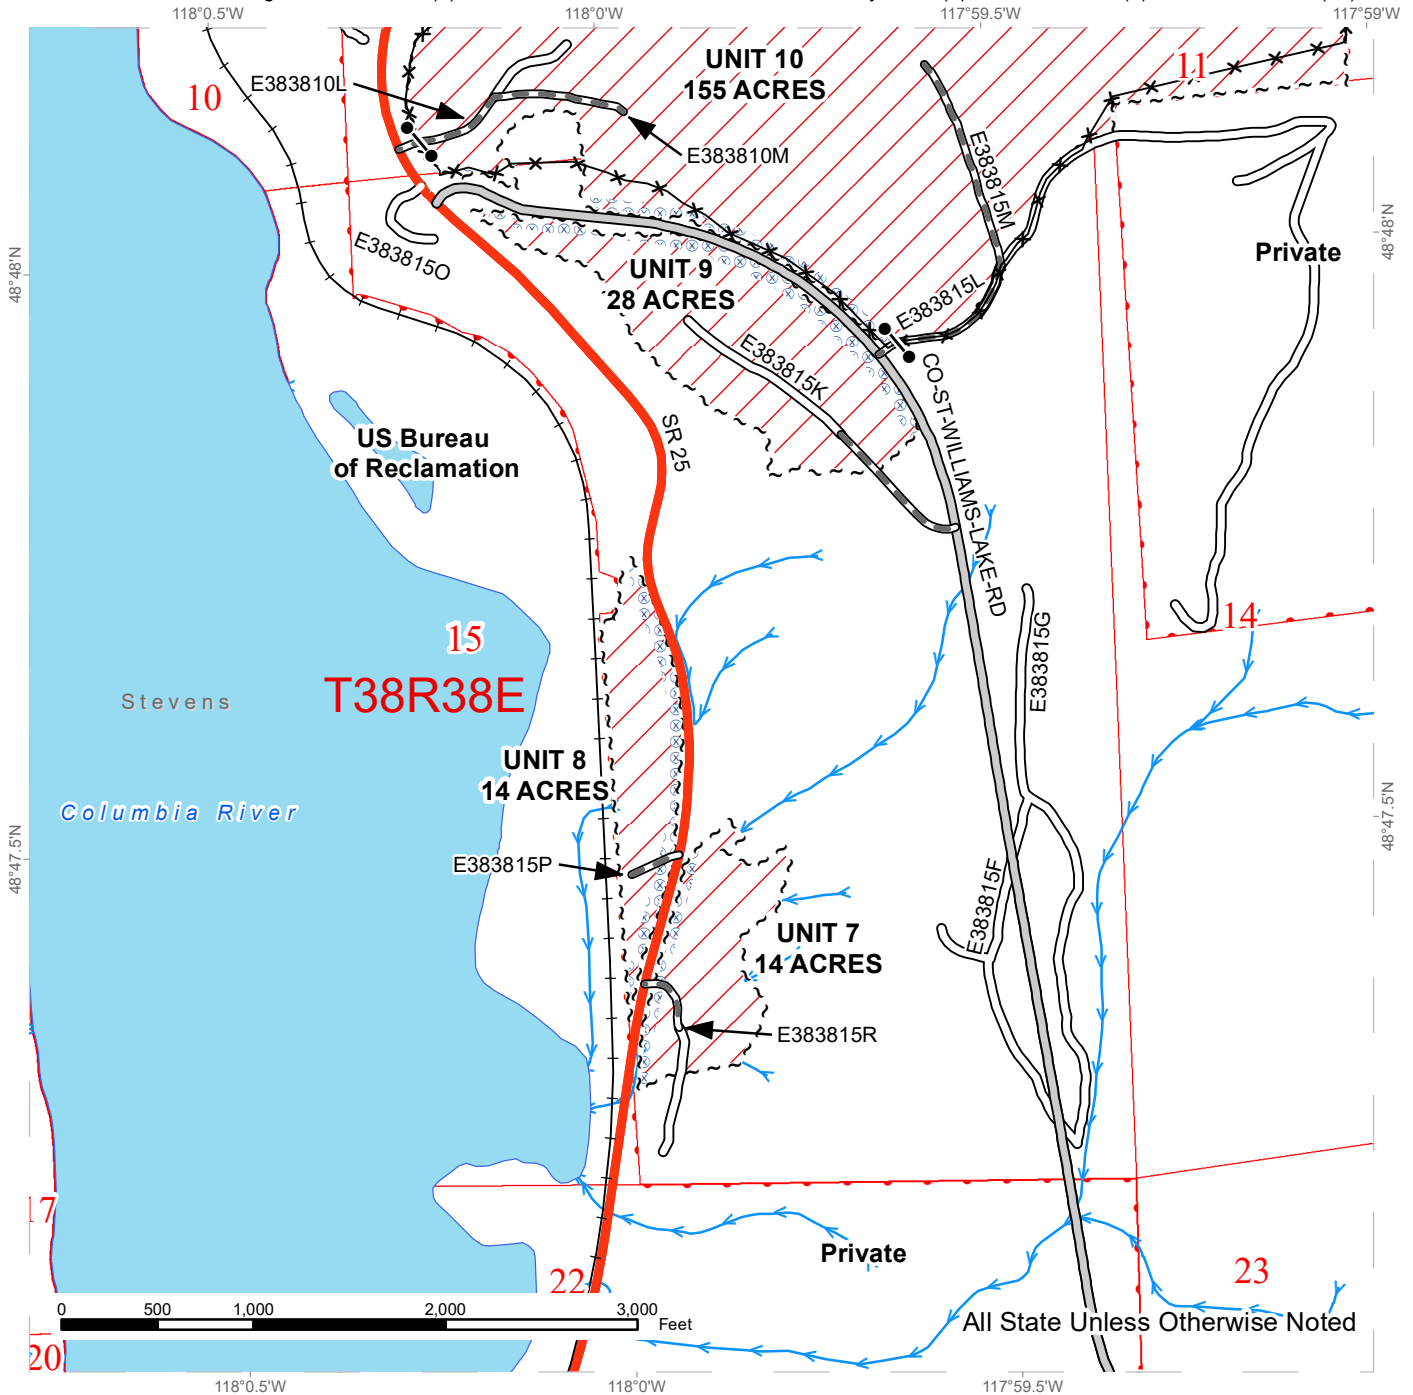 118°0.5'W
118°0'W
117°59.5'W
117°59'W
UNIT 10
155 ACRES
11
10
E383810L
E383810M
E383815M
E383815O
48°48'N
48°48'N
Private
UNIT 9
28 ACRES
E383815L
E383815K
CO-ST-WILLIAMS-LAKE-RD
SR 25
US Bureau
of Reclamation
15
14
E383815G
Stevens
T38R38E
UNIT 8
14 ACRES
Columbia River
48°47.5'N
48°47.5'N
E383815P
E383815F
UNIT 7
14 ACRES
E383815R
17
Private
22
23
0
500
1,000
2,000
3,000
Feet
All State Unless Otherwise Noted
20
118°0.5'W
118°0'W
117°59.5'W